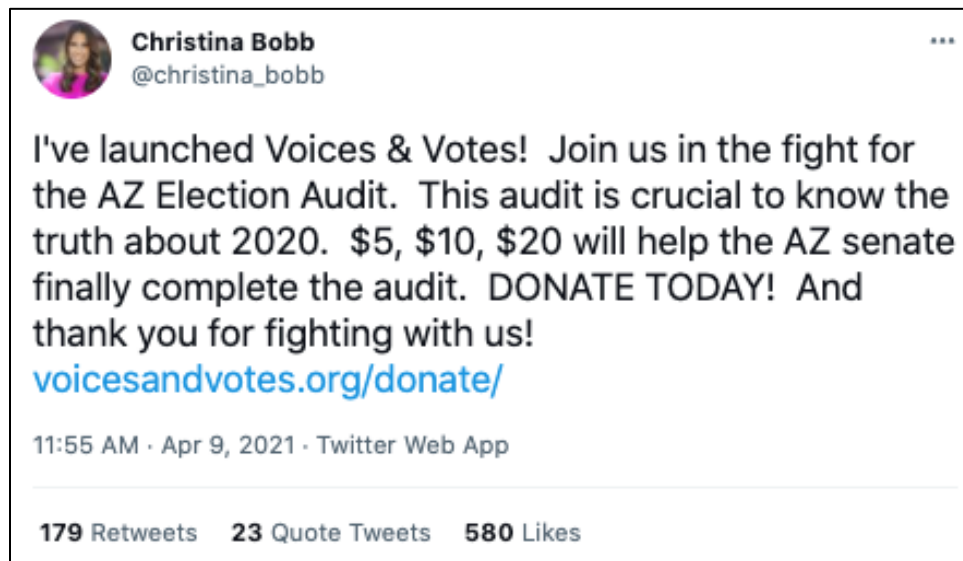 Christina Bobb
@christina_bobb
I've launched Voices & Votes!  Join us in the fight for
the AZ Election Audit.  This audit is crucial to know the
truth about 2020.  $5, $10, $20 will help the AZ senate
finally complete the audit.  DONATE TODAY!  And
thank you for fighting with us!
voicesandvotes.org/donate/
11:55 AM · Apr 9, 2021 · Twitter Web App
179 Retweets 23 Quote Tweets 580 Likes